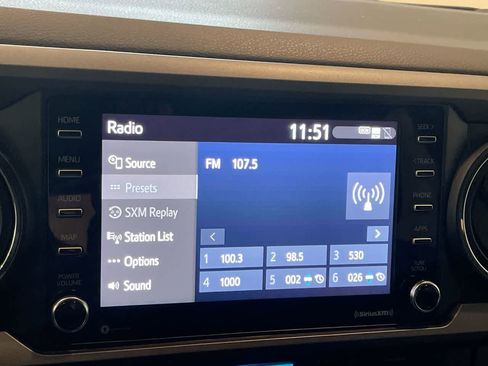 Radio
11:51
HOME
MENU
AUDIO
MAP
POWER
VOLUME
Source
Presets
SXM Replay
Station List
Options
Sound
FM 107.5
1 100.3
2 98.5
3 530
4 1000
5 002
6 026
SEEK >
< TRACK
PHONE
APPS
TUNE
SCROLL
((SiriusXM))